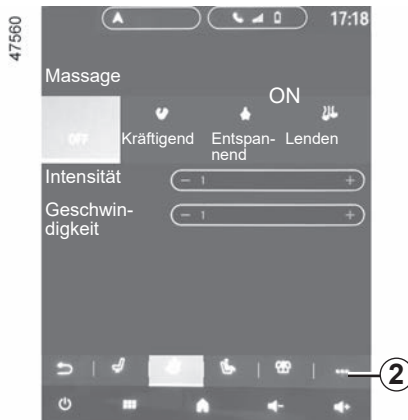 47560
17:18
Massage
ON
OFF Kräftigend Entspan-
nend Lenden
Intensität
- 1 +
Geschwin-
digkeit
- 1 +
2